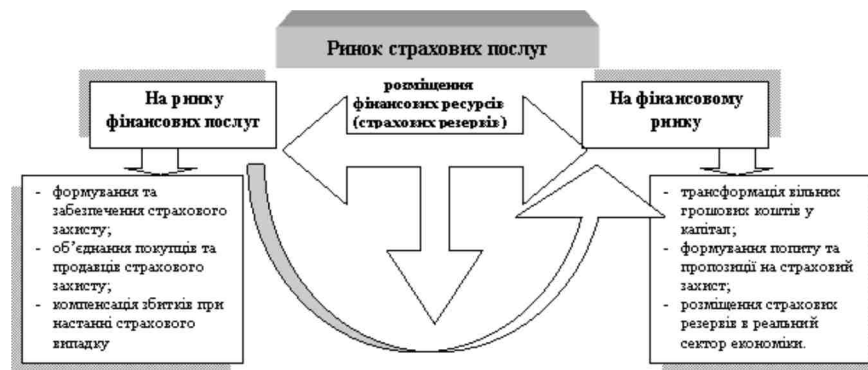 Ринок страхових послуг
На ринку
фінансових послуг
розміщення
фінансових ресурсів
(страхових резервів)
На фінансовому
ринку
- формування та
забезпечення страхового
захисту;
- об’єднання покупців та
продавців страхового
захисту;
- компенсація збитків при
настанні страхового
випадку
- трансформація вільних
грошових коштів у
капітал;
- формування попиту та
пропозиції на страховий
захист;
- розміщення страхових
резервів в реальний
сектор економіки.